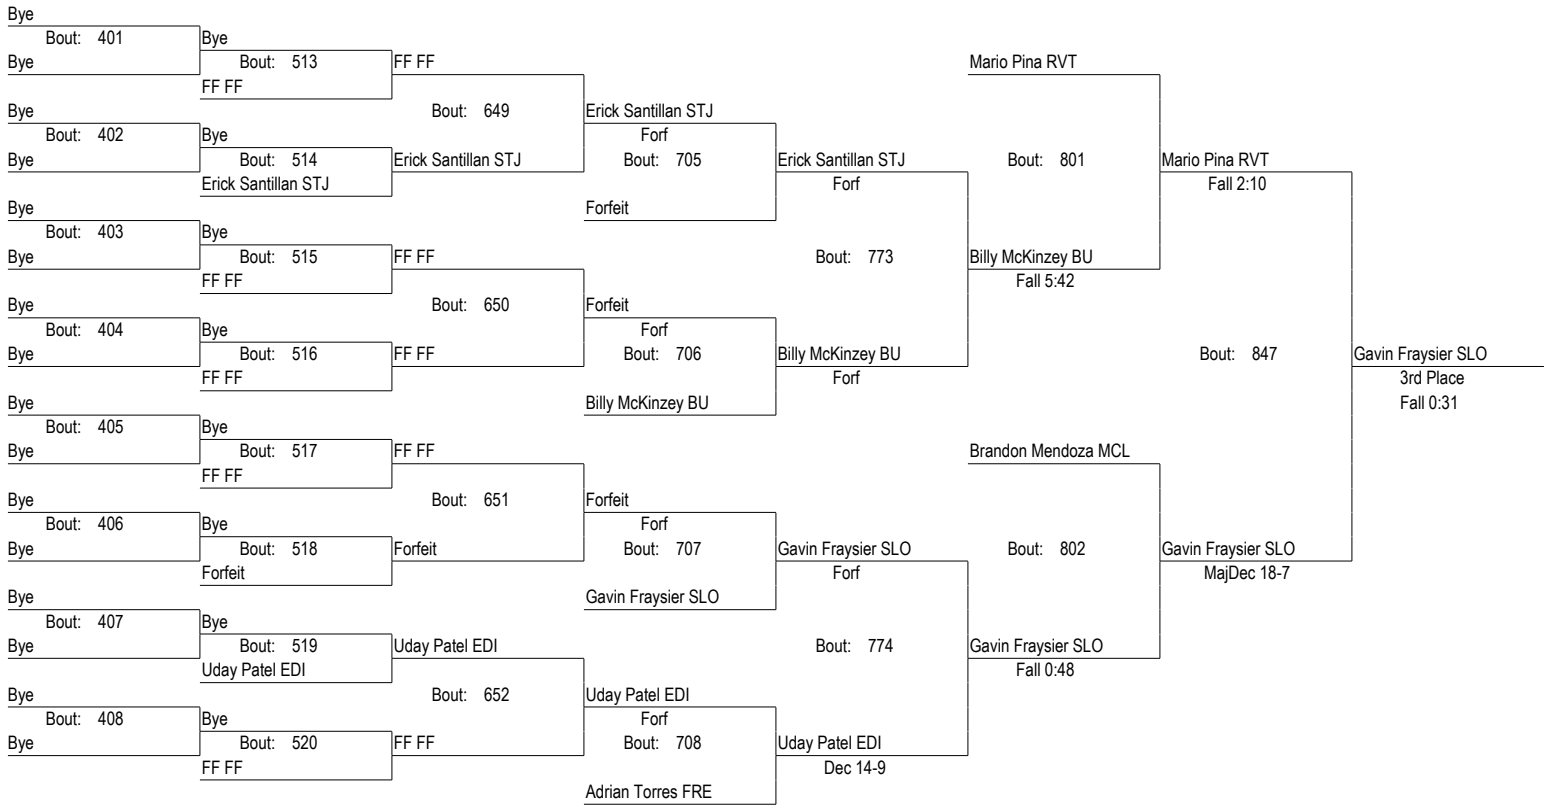 Bye
Bout: 401 Bye
Bye Bout: 513 FF FF Mario Pina RVT
FF FF
Bye Bout: 649 Erick Santillan STJ
Bout: 402 Bye Forf
Bye Bout: 514 Erick Santillan STJ Bout: 705 Erick Santillan STJ Bout: 801 Mario Pina RVT
Erick Santillan STJ Forf Fall 2:10
Bye Forfeit
Bout: 403 Bye
Bye Bout: 515 FF FF Bout: 773 Billy McKinzey BU
FF FF Fall 5:42
Bye Bout: 650 Forfeit
Bout: 404 Bye Forf
Bye Bout: 516 FF FF Bout: 706 Billy McKinzey BU Bout: 847 Gavin Fraysier SLO
FF FF Forf 3rd Place
Bye Billy McKinzey BU Fall 0:31
Bout: 405 Bye
Bye Bout: 517 FF FF Brandon Mendoza MCL
FF FF
Bye Bout: 651 Forfeit
Bout: 406 Bye Forf
Bye Bout: 518 Forfeit Bout: 707 Gavin Fraysier SLO Bout: 802 Gavin Fraysier SLO
Forfeit Forf MajDec 18-7
Bye Gavin Fraysier SLO
Bout: 407 Bye
Bye Bout: 519 Uday Patel EDI Bout: 774 Gavin Fraysier SLO
Uday Patel EDI Fall 0:48
Bye Bout: 652 Uday Patel EDI
Bout: 408 Bye Forf
Bye Bout: 520 FF FF Bout: 708 Uday Patel EDI
FF FF Dec 14-9
Adrian Torres FRE